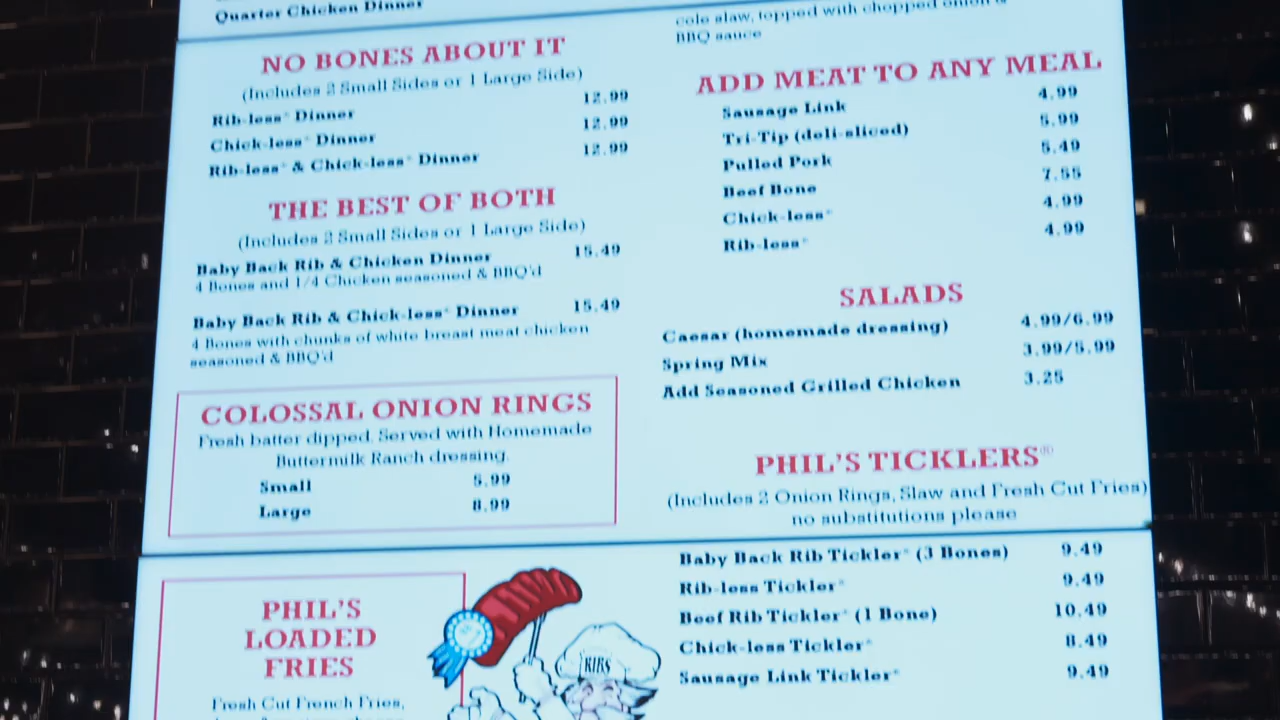 Quarter Chicken Dinner
NO BONES ABOUT IT
(Includes 2 Small Sides or 1 Large Side)
Rib-less* Dinner 12.99
Chick-less* Dinner 12.99
Rib-less* & Chick-less* Dinner 12.99
THE BEST OF BOTH
(Includes 2 Small Sides or 1 Large Side)
Baby Back Rib & Chicken Dinner 15.49
4 Bones and 1/4 Chicken seasoned & BBQ'd
Baby Back Rib & Chick-less* Dinner 15.49
4 Bones with chunks of white breast meat chicken
seasoned & BBQ'd
COLOSSAL ONION RINGS
Fresh batter dipped. Served with Homemade
Buttermilk Ranch dressing.
Small 5.99
Large 8.99
PHIL'S
LOADED
FRIES
Fresh Cut French Fries,
RIBS
cole slaw, topped with chopped onion &
BBQ sauce
ADD MEAT TO ANY MEAL
Sausage Link 4.99
Tri-Tip (deli-sliced) 5.99
Pulled Pork 5.49
Beef Bone 7.55
Chick-less* 4.99
Rib-less* 4.99
SALADS
Caesar (homemade dressing) 4.99/6.99
Spring Mix 3.99/5.99
Add Seasoned Grilled Chicken 3.25
PHIL'S TICKLERS®
(Includes 2 Onion Rings, Slaw and Fresh Cut Fries)
no substitutions please
Baby Back Rib Tickler* (3 Bones) 9.49
Rib-less Tickler* 9.49
Beef Rib Tickler* (1 Bone) 10.49
Chick-less Tickler* 8.49
Sausage Link Tickler* 9.49